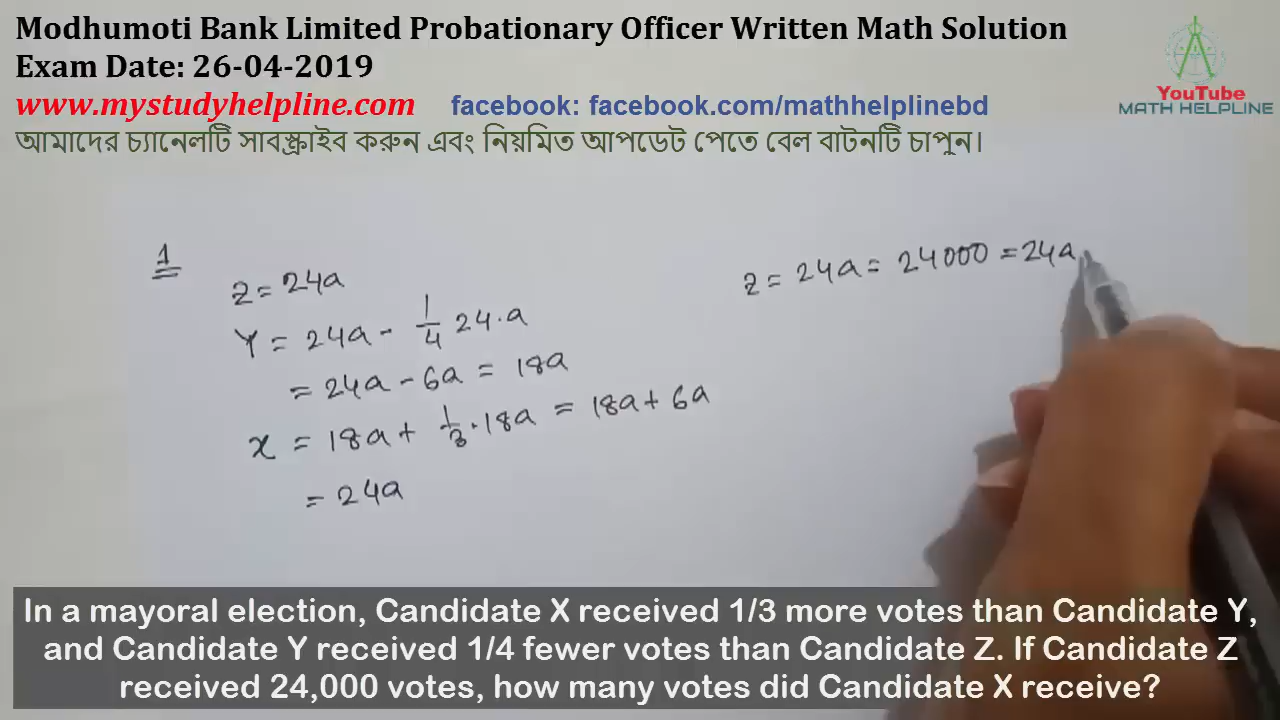 Modhumoti Bank Limited Probationary Officer Written Math Solution
Exam Date: 26-04-2019
www.mystudyhelpline.com facebook: facebook.com/mathhelplinebd
আমাদের চ্যানেলটি সাবস্ক্রাইব করুন এবং নিয়মিত আপডেট পেতে বেল বাটনটি চাপুন।
YouTube
MATH HELPLINE
1
Z = 24a
Y = 24a - 1/4 24.a
= 24a - 6a = 18a
x = 18a + 1/3 . 18a = 18a + 6a
= 24a
Z = 24a = 24000 = 24a
In a mayoral election, Candidate X received 1/3 more votes than Candidate Y,
and Candidate Y received 1/4 fewer votes than Candidate Z. If Candidate Z
received 24,000 votes, how many votes did Candidate X receive?